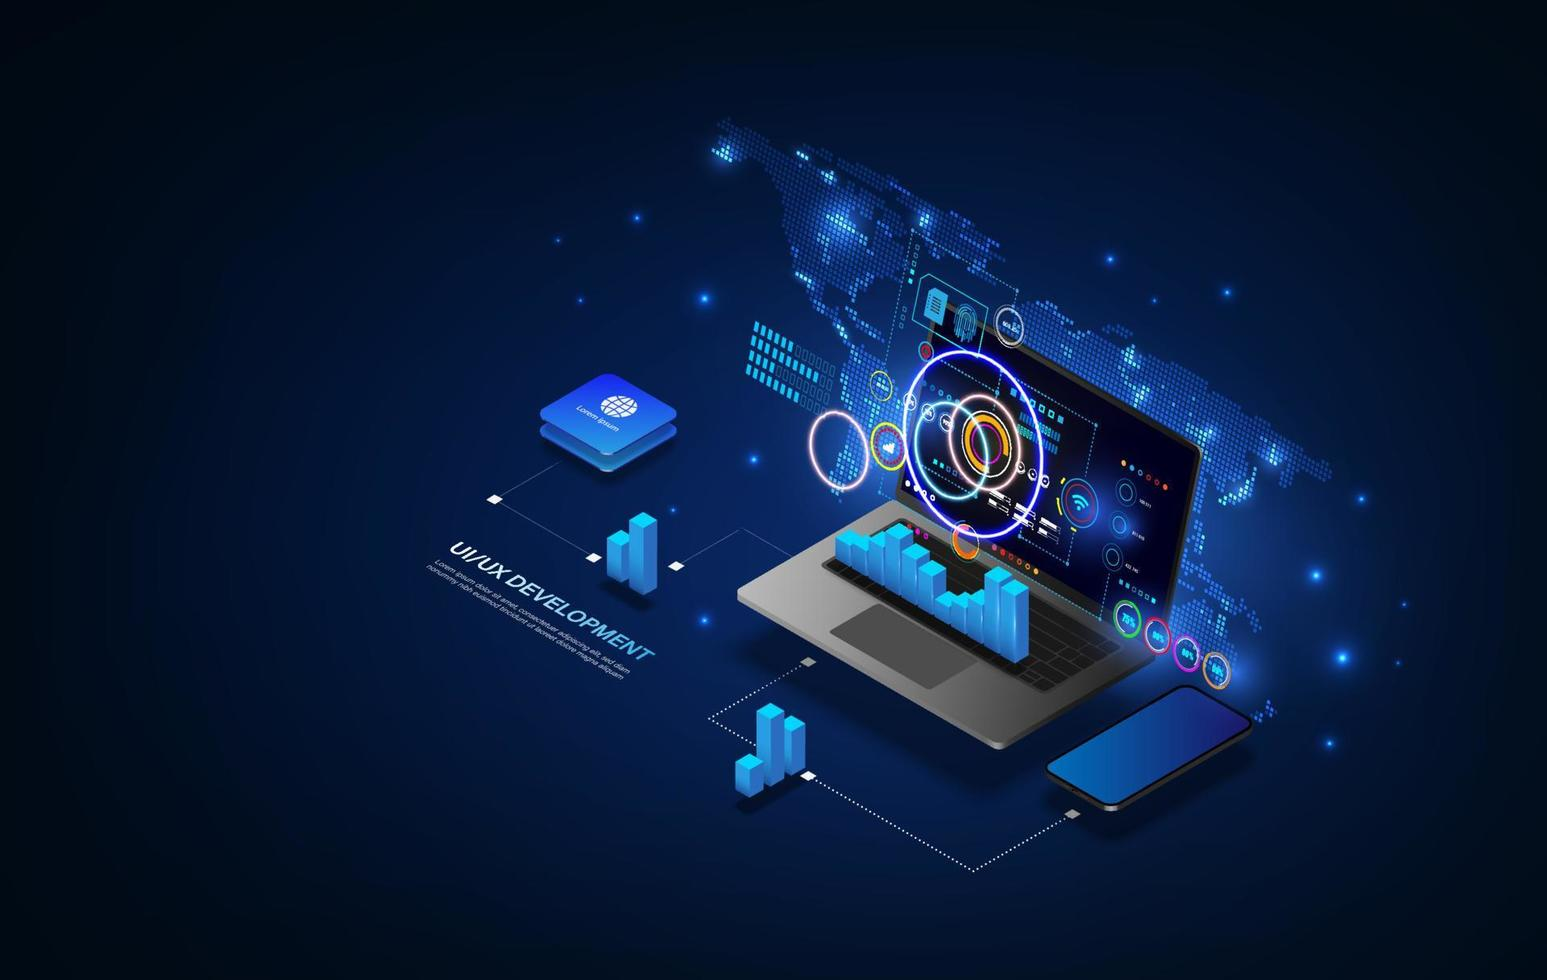 Lorem ipsum
UI/UX DEVELOPMENT
Lorem ipsum dolor sit amet, consectetuer adipiscing elit, sed diam
nonummy nibh euismod tincidunt ut laoreet dolore magna aliquam
75%